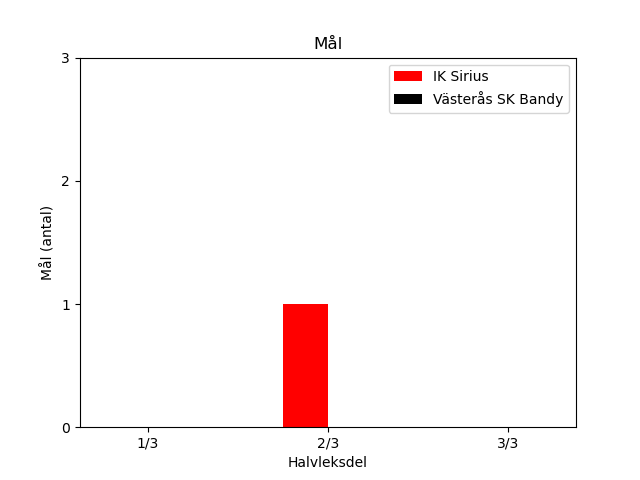 Mål
IK Sirius
Västerås SK Bandy
Mål (antal)
3
2
1
0
1/3 2/3 3/3
Halvleksdel